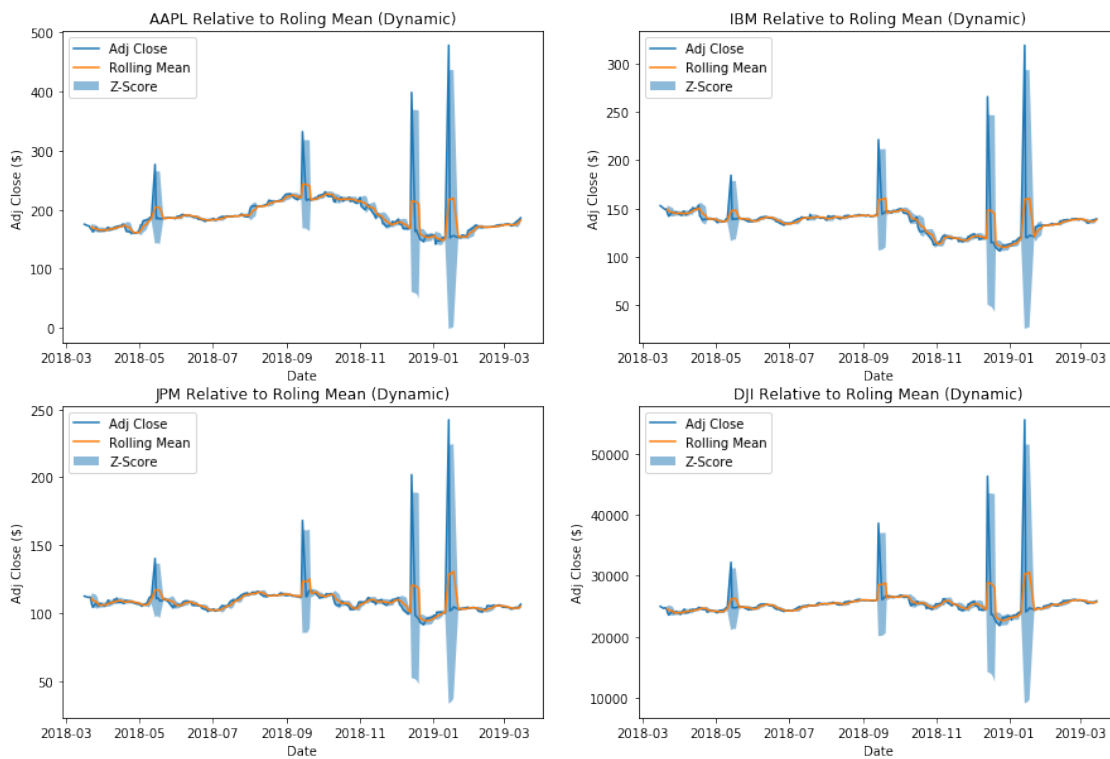 AAPL Relative to Roling Mean (Dynamic)
Adj Close
Rolling Mean
Z-Score
Adj Close ($)
500
400
300
200
100
0
2018-03 2018-05 2018-07 2018-09 2018-11 2019-01 2019-03
Date
IBM Relative to Roling Mean (Dynamic)
Adj Close
Rolling Mean
Z-Score
Adj Close ($)
300
250
200
150
100
50
2018-03 2018-05 2018-07 2018-09 2018-11 2019-01 2019-03
Date
JPM Relative to Roling Mean (Dynamic)
Adj Close
Rolling Mean
Z-Score
Adj Close ($)
250
200
150
100
50
2018-03 2018-05 2018-07 2018-09 2018-11 2019-01 2019-03
Date
DJI Relative to Roling Mean (Dynamic)
Adj Close
Rolling Mean
Z-Score
Adj Close ($)
50000
40000
30000
20000
10000
2018-03 2018-05 2018-07 2018-09 2018-11 2019-01 2019-03
Date